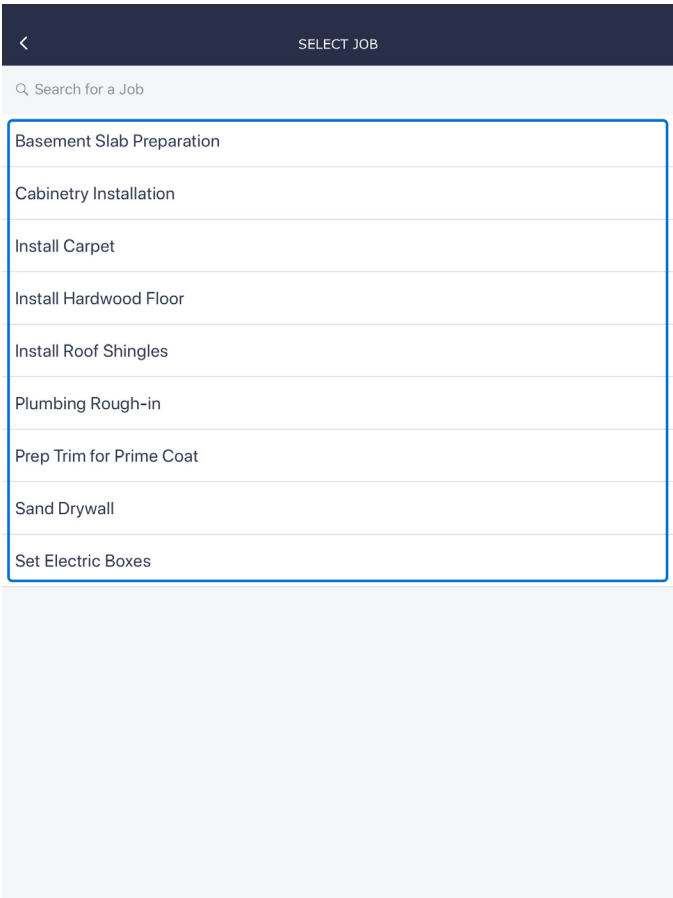 SELECT JOB
Search for a Job
Basement Slab Preparation
Cabinetry Installation
Install Carpet
Install Hardwood Floor
Install Roof Shingles
Plumbing Rough-in
Prep Trim for Prime Coat
Sand Drywall
Set Electric Boxes